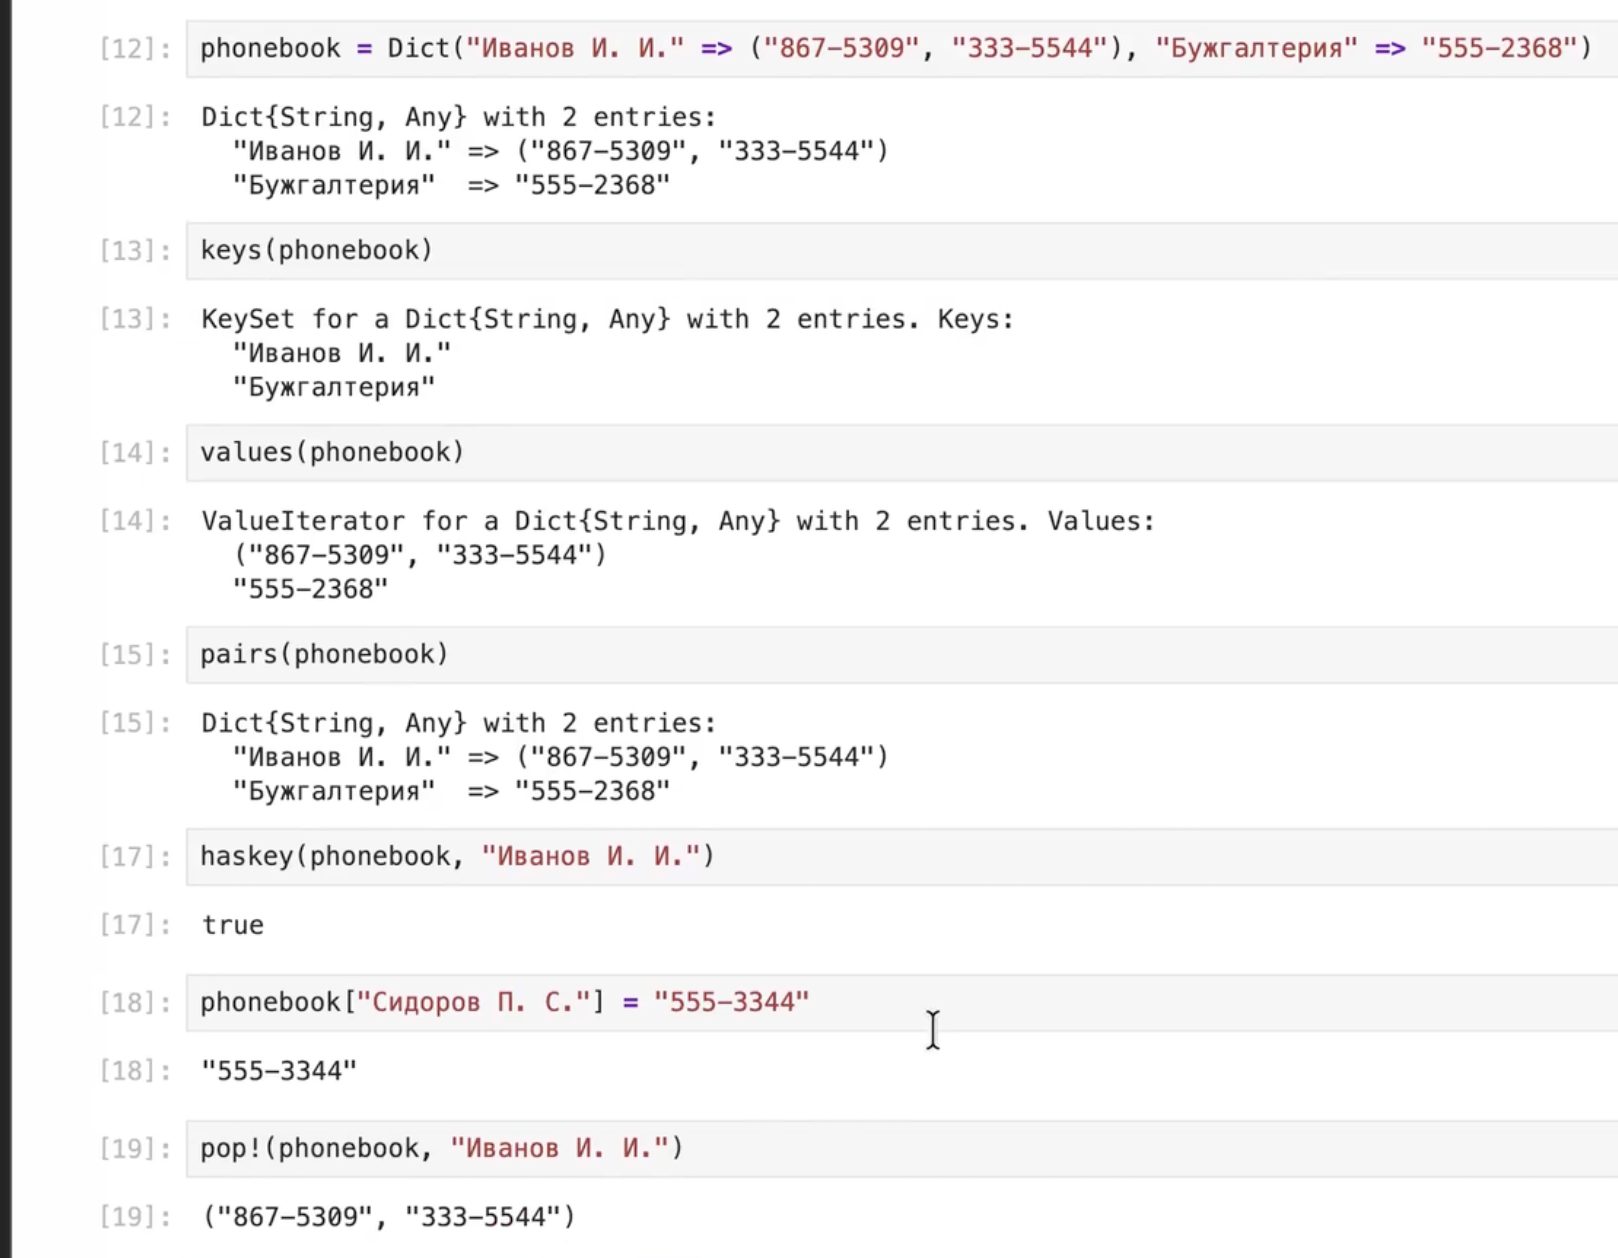 [12]: phonebook = Dict("Иванов И. И." => ("867–5309", "333–5544"), "Бужгалтерия" => "555–2368")
[12]: Dict{String, Any} with 2 entries:
"Иванов И. И." => ("867–5309", "333–5544")
"Бужгалтерия"  => "555–2368"
[13]: keys(phonebook)
[13]: KeySet for a Dict{String, Any} with 2 entries. Keys:
"Иванов И. И."
"Бужгалтерия"
[14]: values(phonebook)
[14]: ValueIterator for a Dict{String, Any} with 2 entries. Values:
("867–5309", "333–5544")
"555–2368"
[15]: pairs(phonebook)
[15]: Dict{String, Any} with 2 entries:
"Иванов И. И." => ("867–5309", "333–5544")
"Бужгалтерия"  => "555–2368"
[17]: haskey(phonebook, "Иванов И. И.")
[17]: true
[18]: phonebook["Сидоров П. С."] = "555–3344"
[18]: "555–3344"
[19]: pop!(phonebook, "Иванов И. И.")
[19]: ("867–5309", "333–5544")